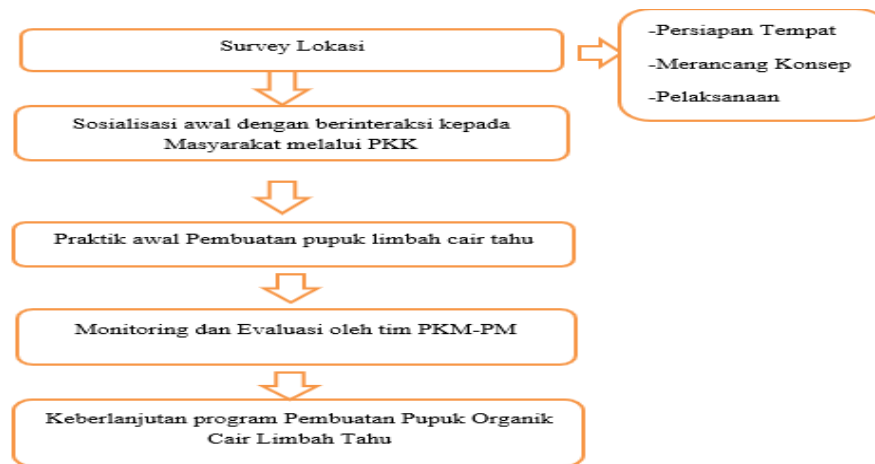 Survey Lokasi
-Persiapan Tempat
-Merancang Konsep
-Pelaksanaan
Sosialisasi awal dengan berinteraksi kepada
Masyarakat melalui PKK
Praktik awal Pembuatan pupuk limbah cair tahu
Monitoring dan Evaluasi oleh tim PKM-PM
Keberlanjutan program Pembuatan Pupuk Organik
Cair Limbah Tahu